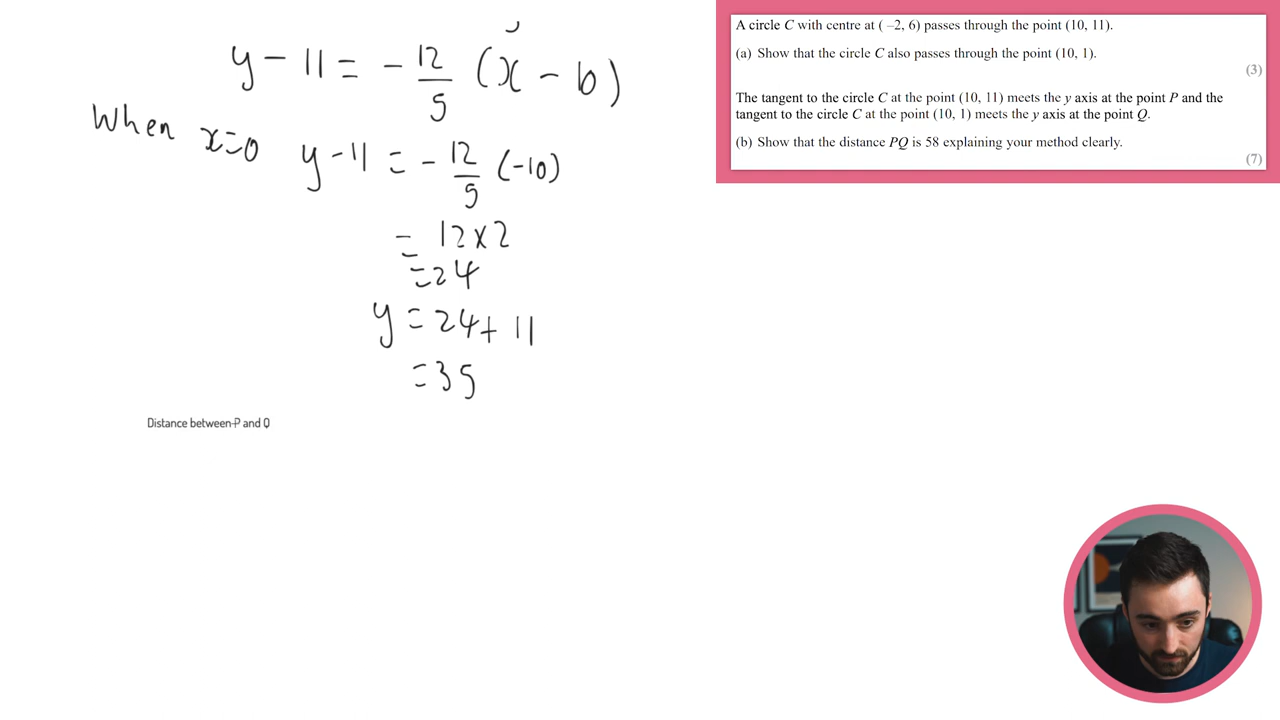 y - 11 = - 12/5 (x - 10)
When x=0 y - 11 = - 12/5 (-10)
= 12 x 2
= 24
y = 24 + 11
= 35
Distance between P and Q
A circle C with centre at ( –2, 6) passes through the point (10, 11).
(a) Show that the circle C also passes through the point (10, 1).
(3)
The tangent to the circle C at the point (10, 11) meets the y axis at the point P and the
tangent to the circle C at the point (10, 1) meets the y axis at the point Q.
(b) Show that the distance PQ is 58 explaining your method clearly.
(7)